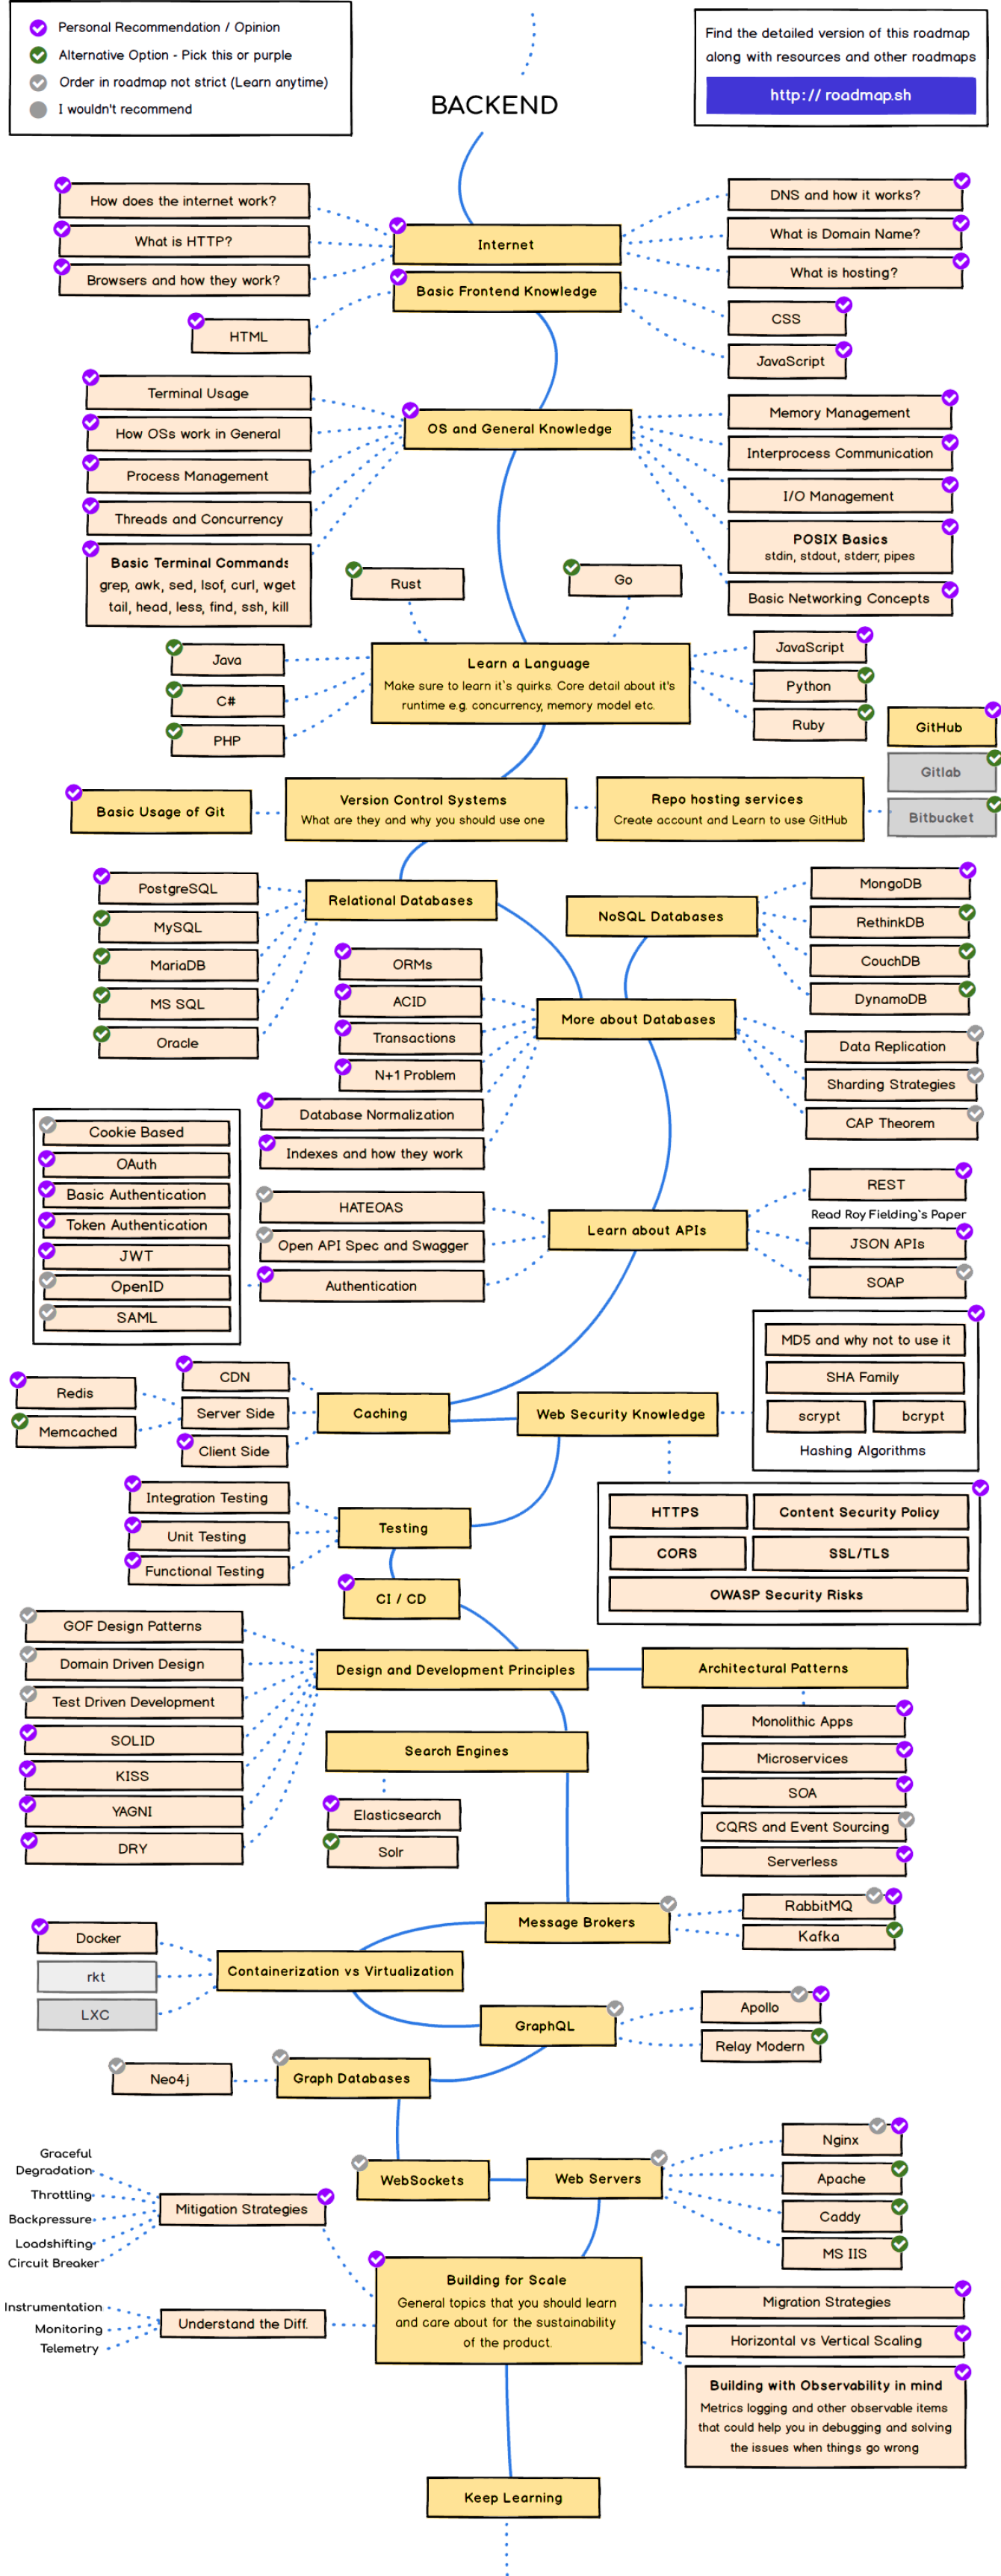 Personal Recommendation / Opinion
Alternative Option - Pick this or purple
Order in roadmap not strict (Learn anytime)
I wouldn't recommend
Find the detailed version of this roadmap
along with resources and other roadmaps
http:// roadmap.sh
BACKEND
How does the internet work?
What is HTTP?
Browsers and how they work?
Internet
DNS and how it works?
What is Domain Name?
What is hosting?
Basic Frontend Knowledge
HTML
CSS
JavaScript
Terminal Usage
How OSs work in General
Process Management
Threads and Concurrency
Basic Terminal Commands
grep, awk, sed, lsof, curl, wget
tail, head, less, find, ssh, kill
OS and General Knowledge
Memory Management
Interprocess Communication
I/O Management
POSIX Basics
stdin, stdout, stderr, pipes
Basic Networking Concepts
Rust
Go
Java
C#
PHP
Learn a Language
Make sure to learn it`s quirks. Core detail about it's
runtime e.g. concurrency, memory model etc.
JavaScript
Python
Ruby
GitHub
Gitlab
Bitbucket
Basic Usage of Git
Version Control Systems
What are they and why you should use one
Repo hosting services
Create account and Learn to use GitHub
PostgreSQL
MySQL
MariaDB
MS SQL
Oracle
Relational Databases
NoSQL Databases
MongoDB
RethinkDB
CouchDB
DynamoDB
ORMs
ACID
Transactions
N+1 Problem
Database Normalization
Indexes and how they work
More about Databases
Data Replication
Sharding Strategies
CAP Theorem
Cookie Based
OAuth
Basic Authentication
Token Authentication
JWT
OpenID
SAML
HATEOAS
Open API Spec and Swagger
Authentication
Learn about APIs
REST
Read Roy Fielding`s Paper
JSON APIs
SOAP
MD5 and why not to use it
SHA Family
scrypt
bcrypt
Hashing Algorithms
Redis
Memcached
CDN
Server Side
Client Side
Caching
Web Security Knowledge
HTTPS
Content Security Policy
CORS
SSL/TLS
OWASP Security Risks
Integration Testing
Unit Testing
Functional Testing
Testing
CI / CD
GOF Design Patterns
Domain Driven Design
Test Driven Development
SOLID
KISS
YAGNI
DRY
Design and Development Principles
Architectural Patterns
Monolithic Apps
Microservices
SOA
CQRS and Event Sourcing
Serverless
Search Engines
Elasticsearch
Solr
Message Brokers
RabbitMQ
Kafka
Docker
rkt
LXC
Containerization vs Virtualization
GraphQL
Apollo
Relay Modern
Neo4j
Graph Databases
WebSockets
Web Servers
Nginx
Apache
Caddy
MS IIS
Graceful
Degradation
Throttling
Backpressure
Loadshifting
Circuit Breaker
Mitigation Strategies
Instrumentation
Monitoring
Telemetry
Understand the Diff.
Building for Scale
General topics that you should learn
and care about for the sustainability
of the product.
Migration Strategies
Horizontal vs Vertical Scaling
Building with Observability in mind
Metrics logging and other observable items
that could help you in debugging and solving
the issues when things go wrong
Keep Learning